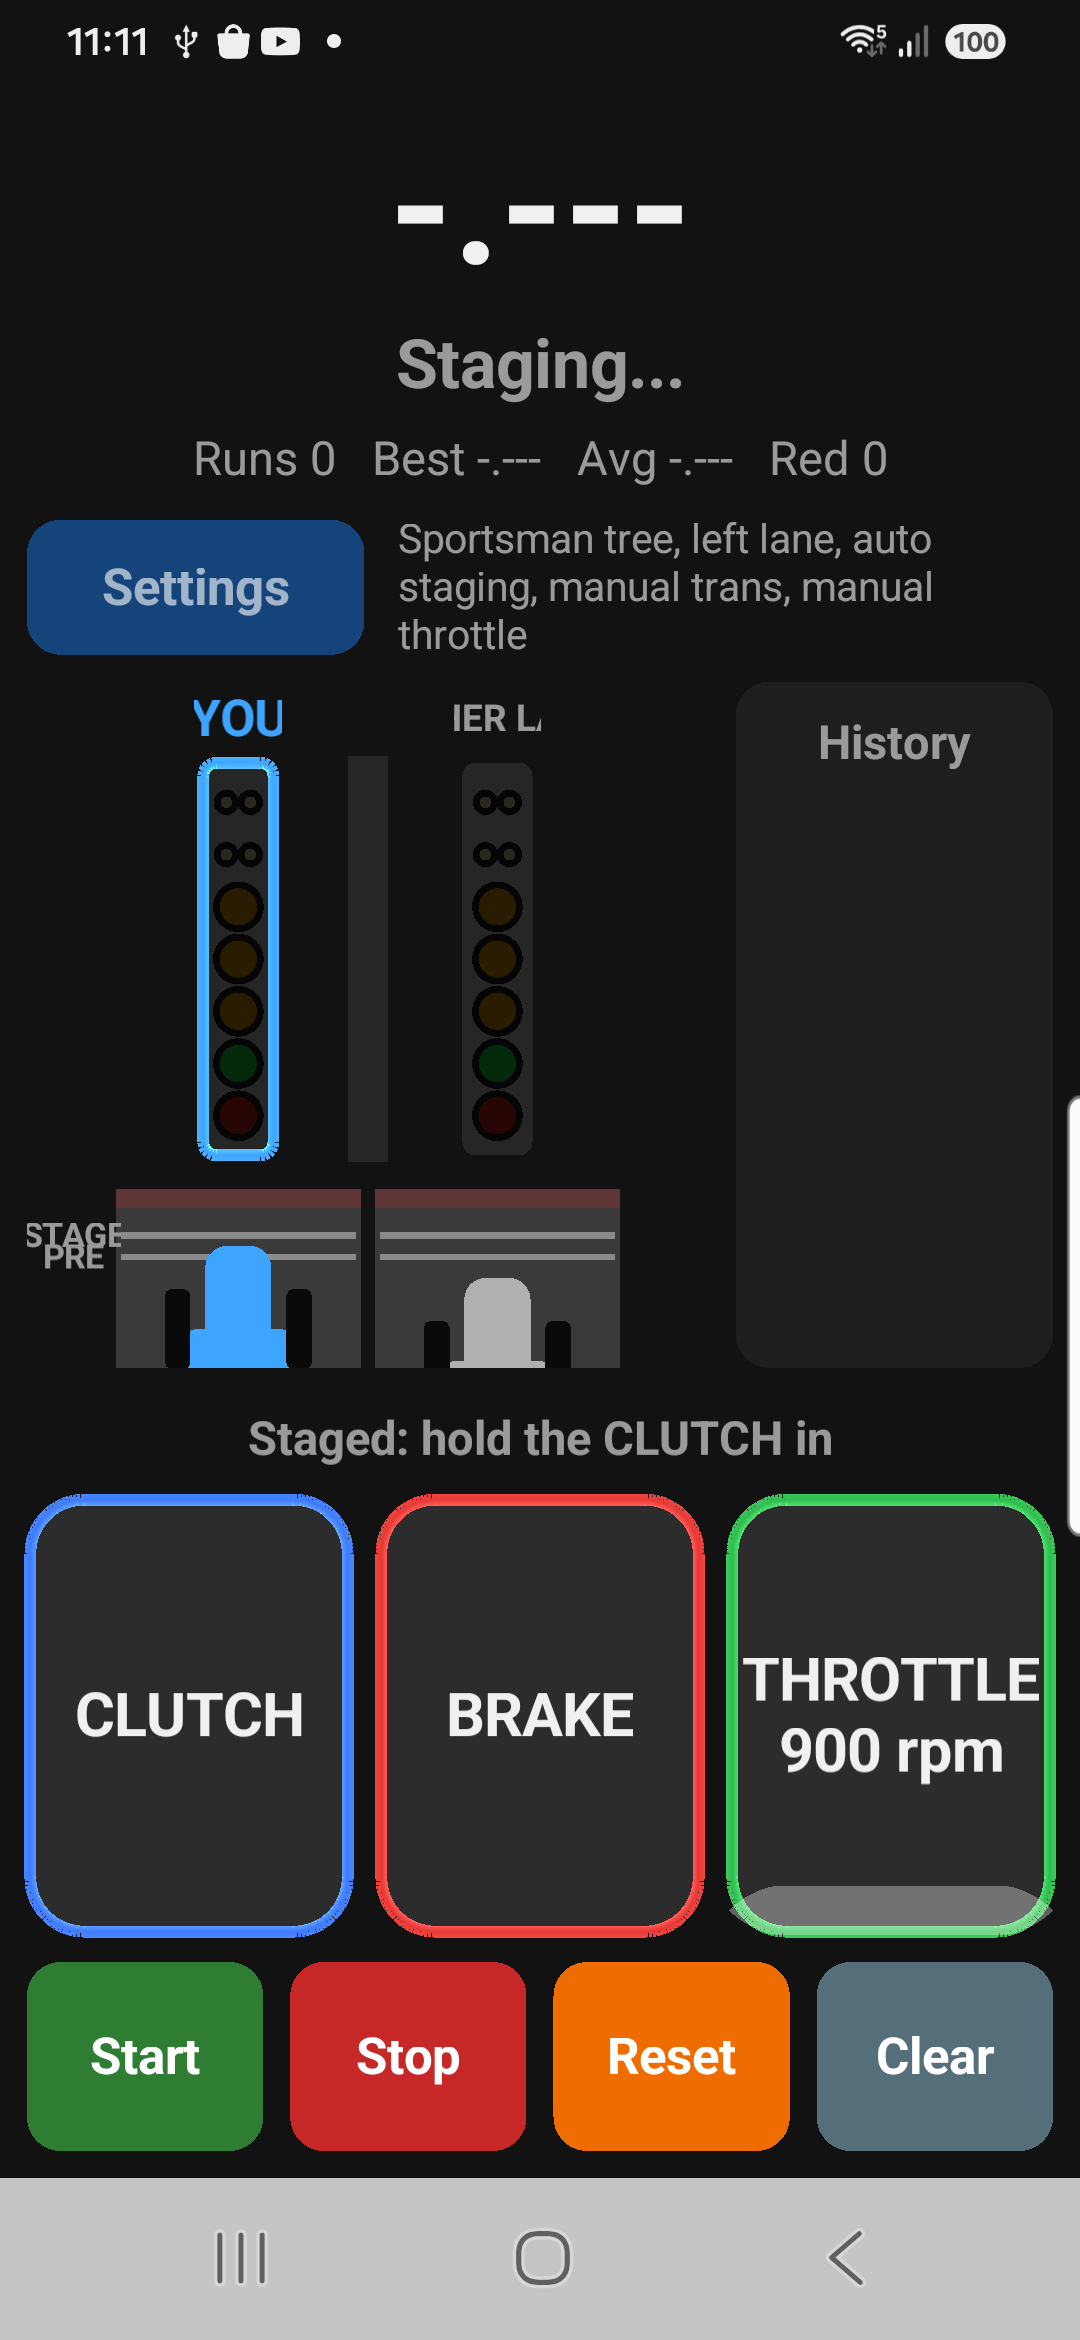 11:11
5
100
-.---
Staging...
Runs 0 Best -.--- Avg -.--- Red 0
Settings
Sportsman tree, left lane, auto
staging, manual trans, manual
throttle
YOU
IER LA
History
STAGE
PRE
Staged: hold the CLUTCH in
CLUTCH
BRAKE
THROTTLE
900 rpm
Start
Stop
Reset
Clear